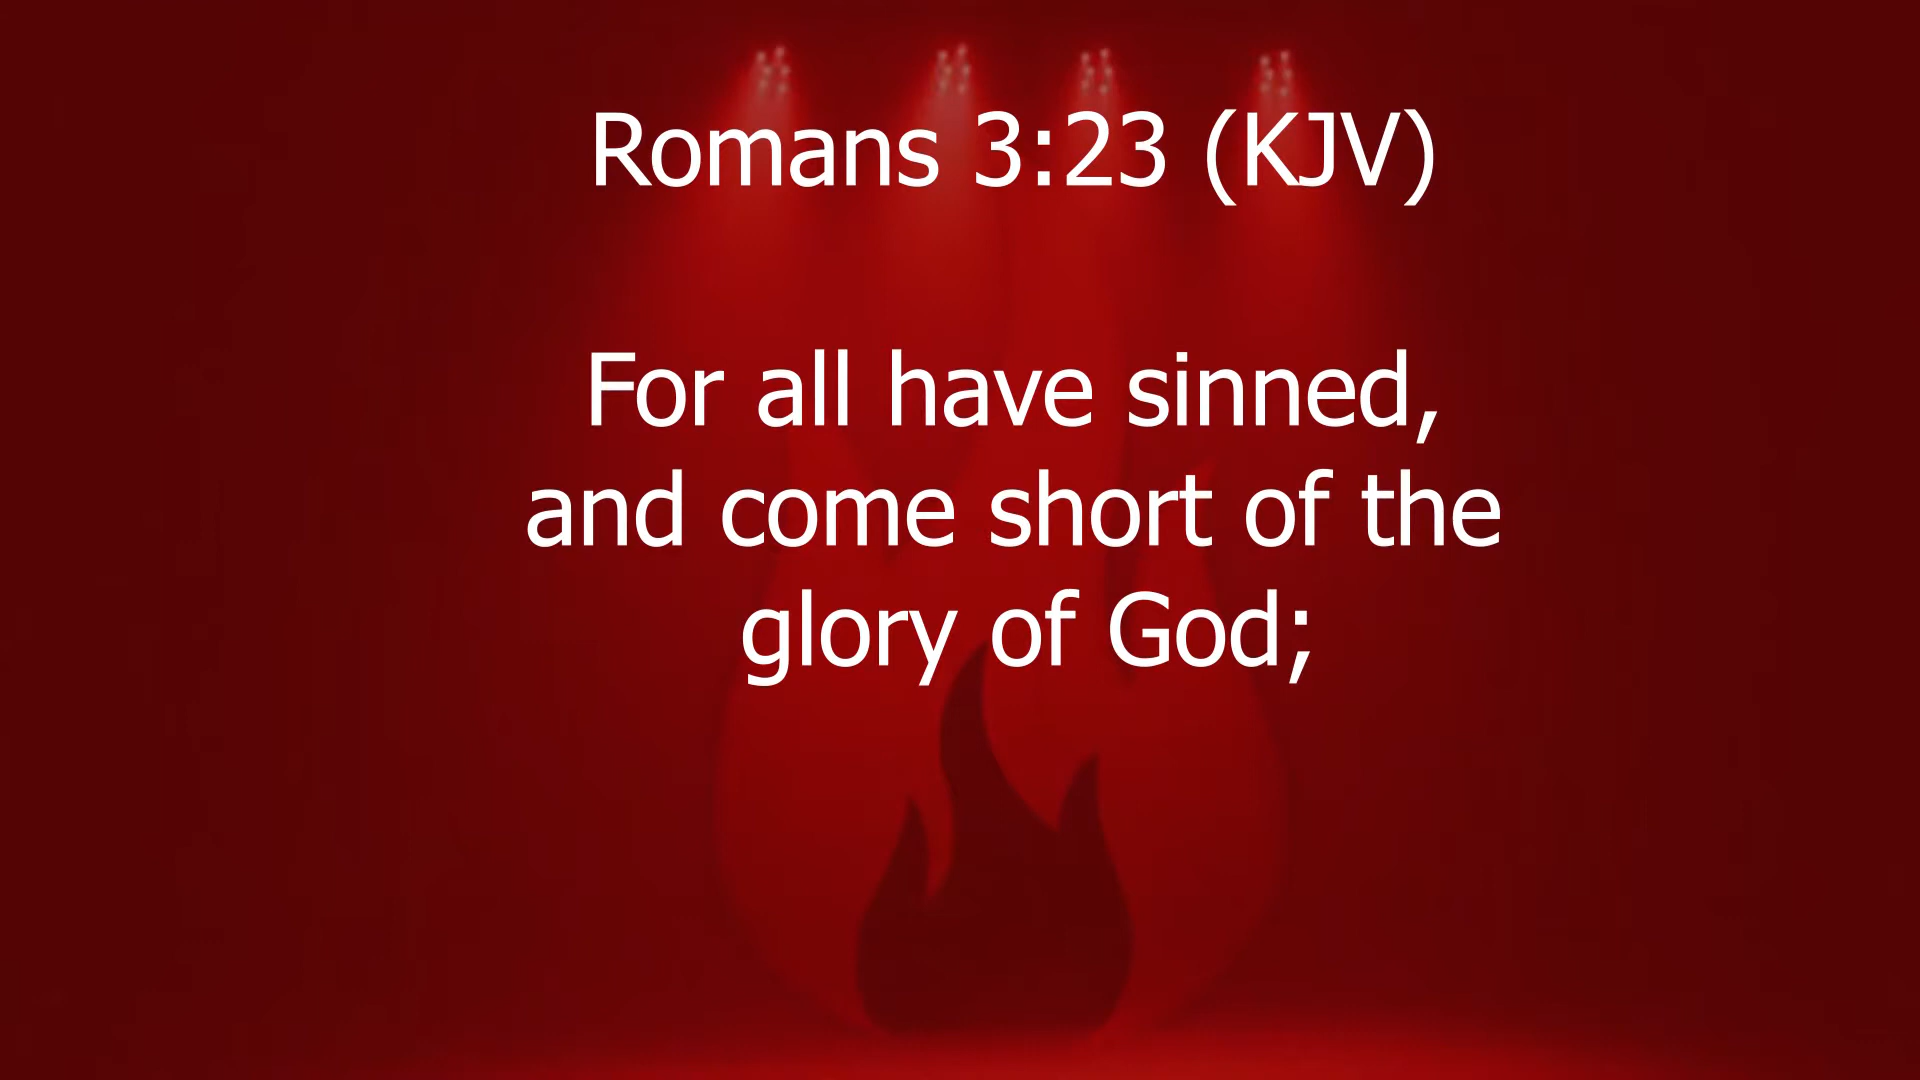 Romans 3:23 (KJV)
For all have sinned,
and come short of the
glory of God;